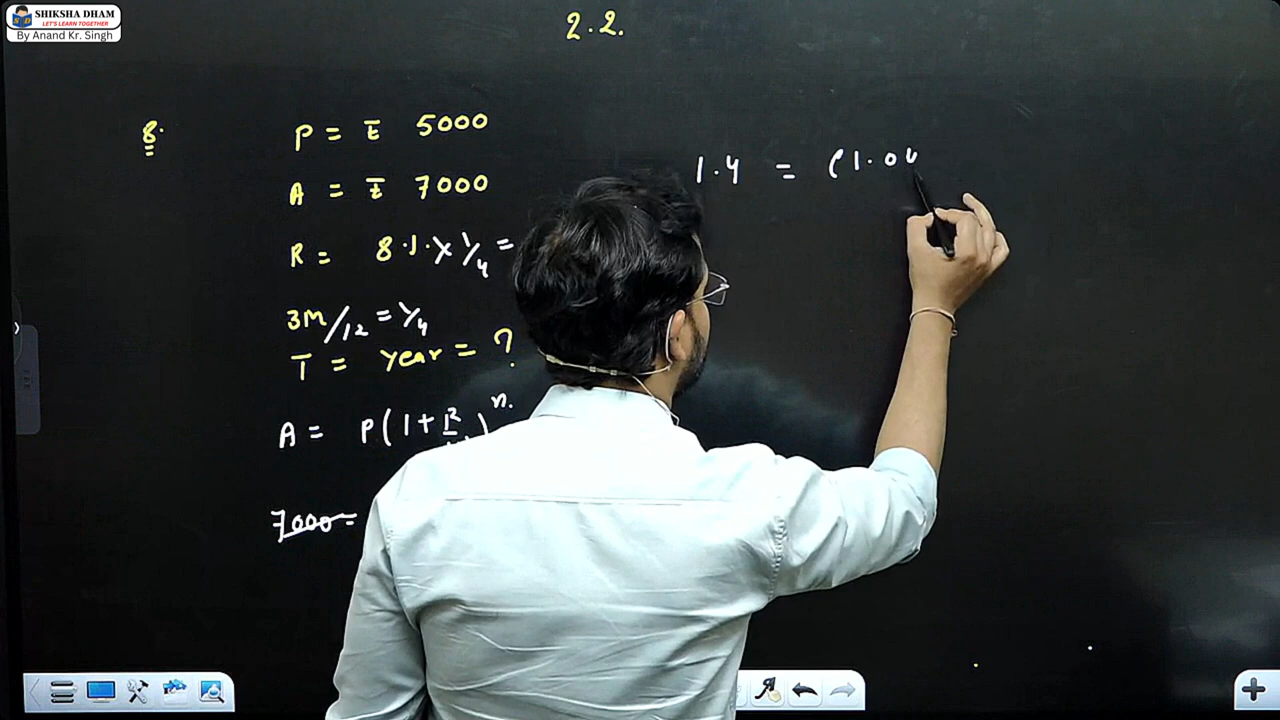 SHIKSHA DHAM
LET'S LEARN TOGETHER
By Anand Kr. Singh
2.2.
8.
P = ₹ 5000
A = ₹ 7000
R = 8% × 1/4 =
3M/12 = 1/4
T = year = ?
A = P(1 + )ⁿ.
7000 =
1.4 = (1.0